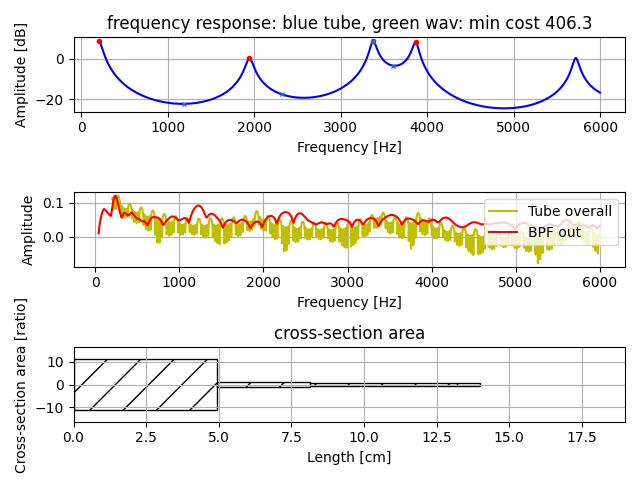 frequency response: blue tube, green wav: min cost 406.3
Amplitude [dB]
0
−20
0 1000 2000 3000 4000 5000 6000
Frequency [Hz]
Amplitude
0.1
0.0
Tube overall
BPF out
0 1000 2000 3000 4000 5000 6000
Frequency [Hz]
cross-section area
Cross-section area [ratio]
10
0
−10
0.0 2.5 5.0 7.5 10.0 12.5 15.0 17.5
Length [cm]